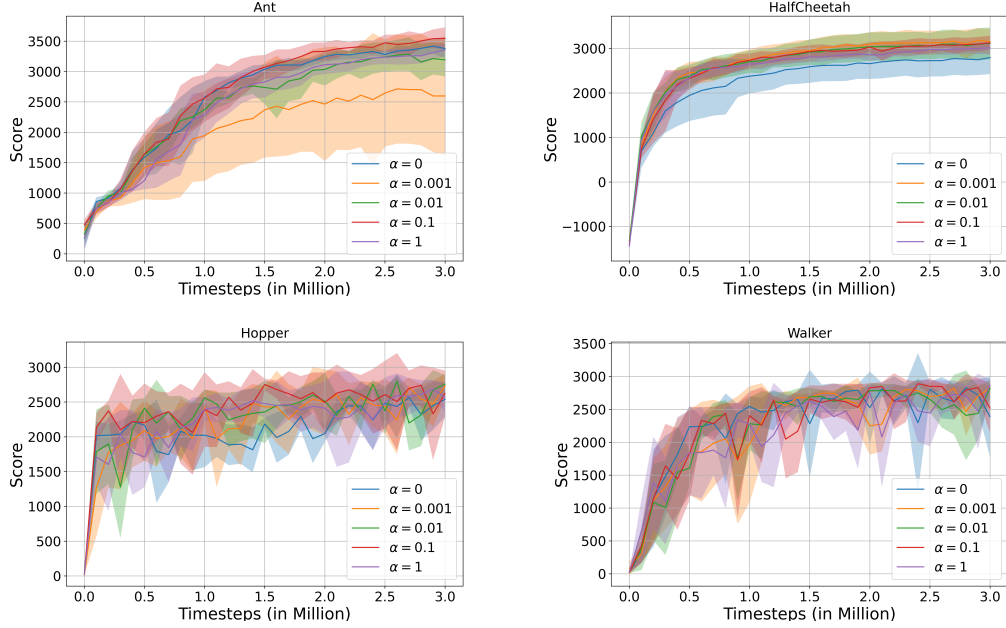 Ant
3500
3000
2500
2000
1500
1000
500
0
Score
α = 0
α = 0.001
α = 0.01
α = 0.1
α = 1
0.0 0.5 1.0 1.5 2.0 2.5 3.0
Timesteps (in Million)
HalfCheetah
3000
2000
1000
0
−1000
Score
α = 0
α = 0.001
α = 0.01
α = 0.1
α = 1
0.0 0.5 1.0 1.5 2.0 2.5 3.0
Timesteps (in Million)
Hopper
3000
2500
2000
1500
1000
500
0
Score
α = 0
α = 0.001
α = 0.01
α = 0.1
α = 1
0.0 0.5 1.0 1.5 2.0 2.5 3.0
Timesteps (in Million)
Walker
3500
3000
2500
2000
1500
1000
500
0
Score
α = 0
α = 0.001
α = 0.01
α = 0.1
α = 1
0.0 0.5 1.0 1.5 2.0 2.5 3.0
Timesteps (in Million)